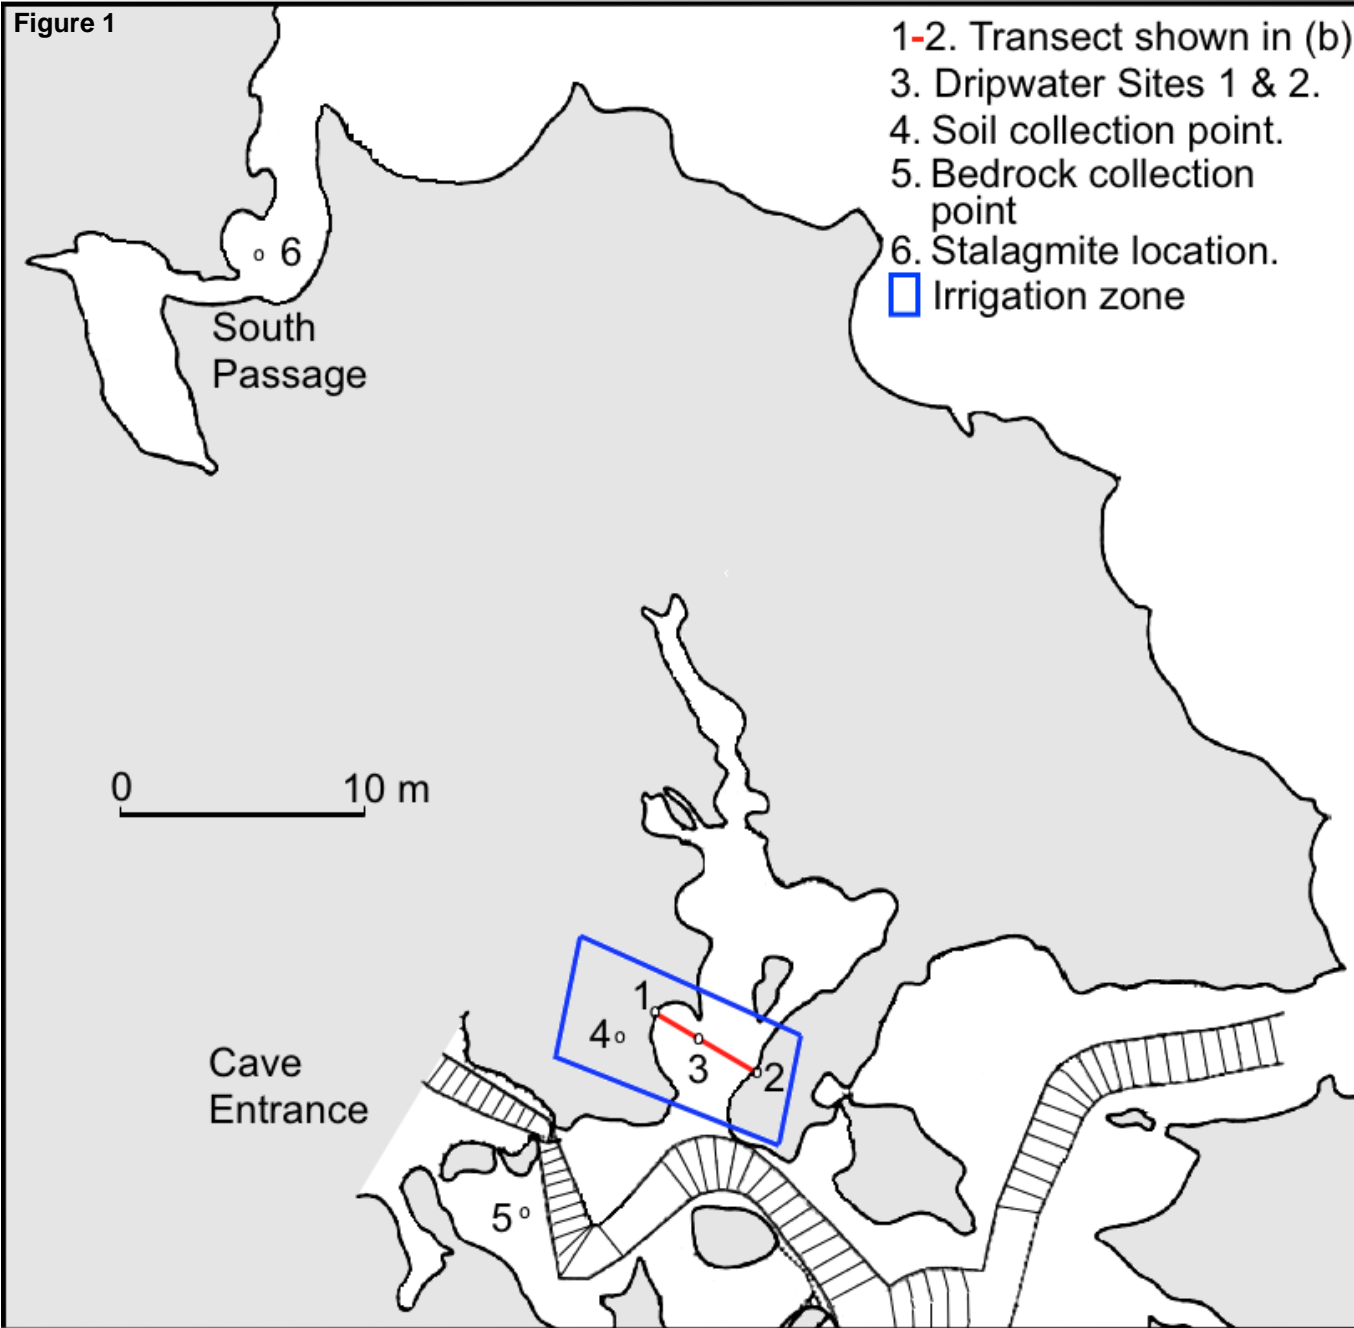 Figure 1
1-2. Transect shown in (b)
3. Dripwater Sites 1 & 2.
4. Soil collection point.
5. Bedrock collection
point
6. Stalagmite location.
Irrigation zone
6
South
Passage
0 10 m
1
4
3
2
Cave
Entrance
5